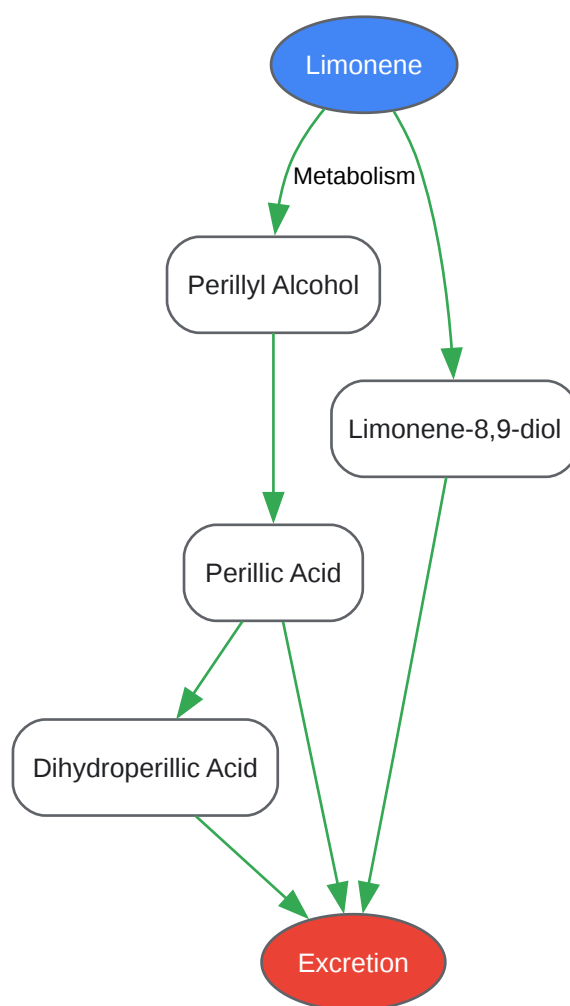 Limonene
Metabolism
Perillyl Alcohol
Limonene-8,9-diol
Perillic Acid
Dihydroperillic Acid
Excretion